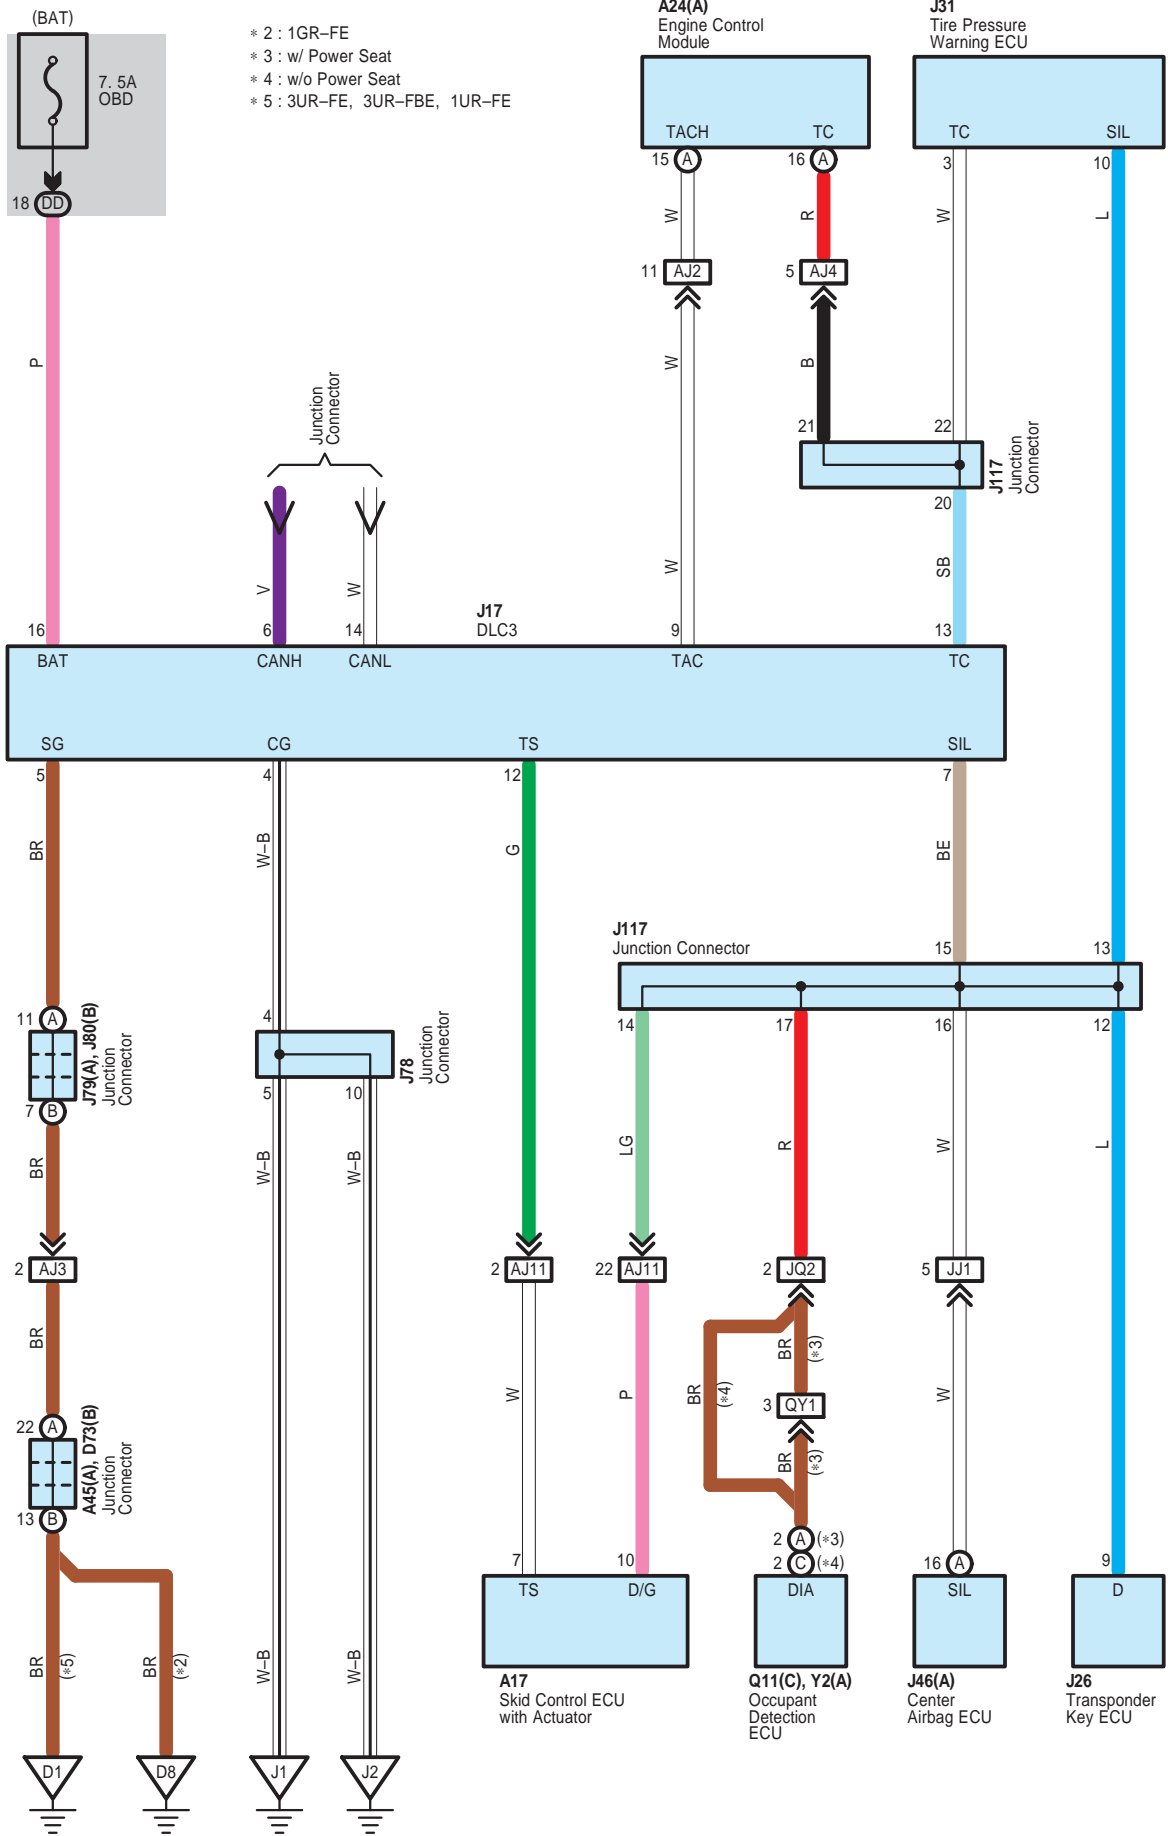 (BAT)
7. 5A
OBD
18 DD
* 2 : 1GR–FE
* 3 : w/ Power Seat
* 4 : w/o Power Seat
* 5 : 3UR–FE, 3UR–FBE, 1UR–FE
A24(A)
Engine Control
Module
J31
Tire Pressure
Warning ECU
TACH
TC
TC
SIL
15 A
16 A
3
10
W
R
W
L
11 AJ2
5 AJ4
P
W
B
Junction
Connector
21
22
J117
Junction
Connector
20
V
W
W
SB
J17
DLC3
16
6
14
9
13
BAT
CANH
CANL
TAC
TC
SG
CG
TS
SIL
5
4
12
7
BR
W–B
G
BE
J117
Junction Connector
15
13
11 A
J79(A), J80(B)
Junction
Connector
7 B
4
J78
Junction
Connector
5
10
14
17
16
12
BR
W–B
W–B
LG
R
W
L
2 AJ3
2 AJ11
22 AJ11
2 JQ2
5 JJ1
BR
BR
(*3)
W
P
BR
(*4)
W
3 QY1
BR
(*3)
22 A
A45(A), D73(B)
Junction
Connector
13 B
2 A (*3)
2 C (*4)
7
10
16 A
9
TS
D/G
DIA
SIL
D
BR
(*5)
BR
(*2)
W–B
W–B
A17
Skid Control ECU
with Actuator
Q11(C), Y2(A)
Occupant
Detection
ECU
J46(A)
Center
Airbag ECU
J26
Transponder
Key ECU
D1
D8
J1
J2